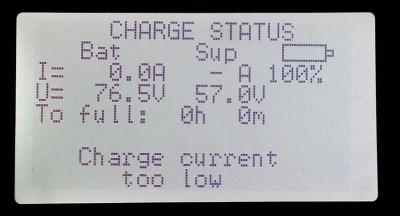 CHARGE STATUS
Bat Sup
I= 0.0A - A 100%
U= 76.5V 57.0V
To full: 0h 0m
Charge current
too low